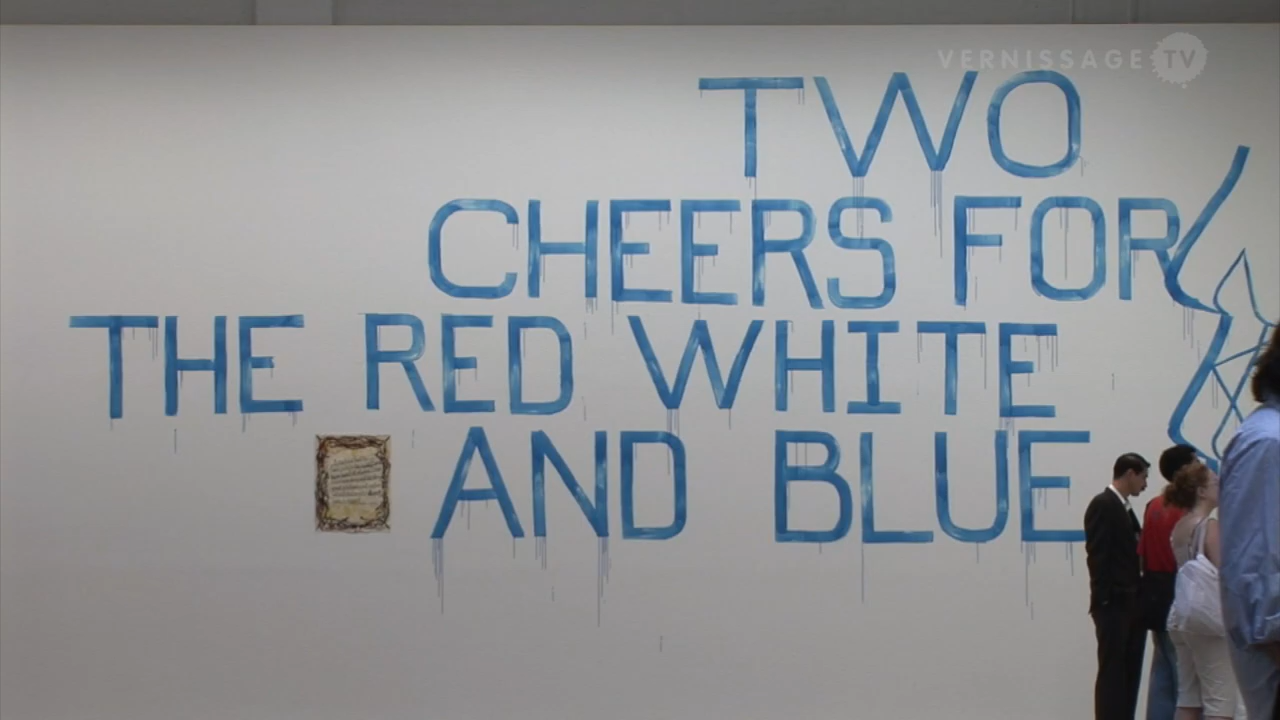 VERNISSAGE TV
TWO
CHEERS FOR
THE RED WHITE
AND BLUE